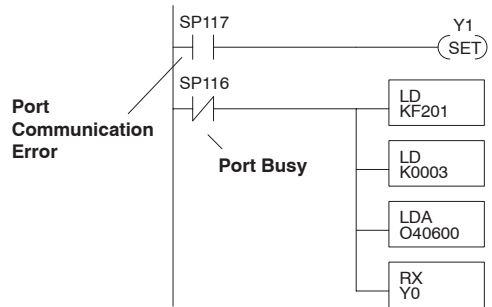 SP117
Y1
SET
Port
Communication
Error
SP116
Port Busy
LD
KF201
LD
K0003
LDA
O40600
RX
Y0